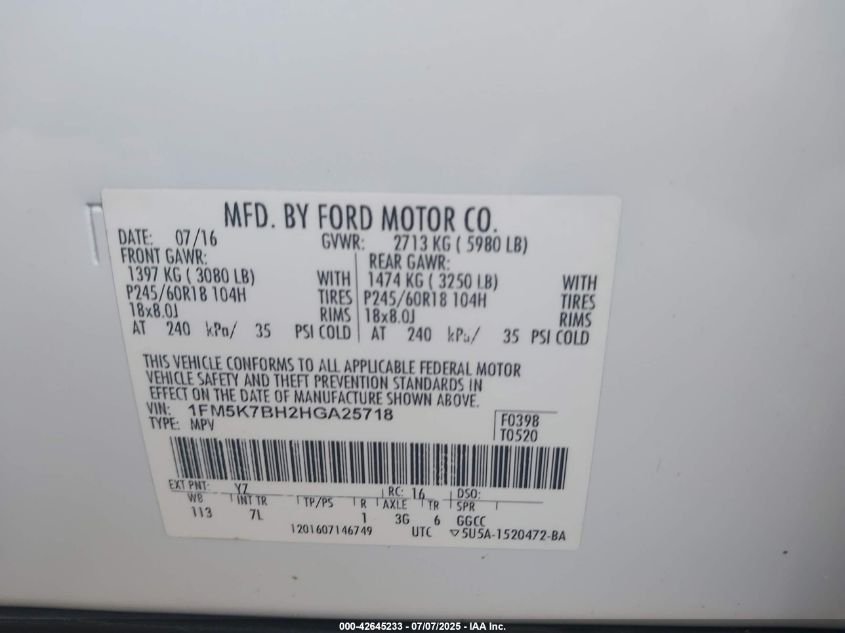 MFD. BY FORD MOTOR CO.
DATE: 07/16 GVWR: 2713 KG ( 5980 LB)
FRONT GAWR: REAR GAWR:
1397 KG ( 3080 LB) WITH 1474 KG ( 3250 LB) WITH
P245/60R18 104H TIRES P245/60R18 104H TIRES
18x8.0J RIMS 18x8.0J RIMS
AT 240 kPa/ 35 PSI COLD AT 240 kPa/ 35 PSI COLD
THIS VEHICLE CONFORMS TO ALL APPLICABLE FEDERAL MOTOR
VEHICLE SAFETY AND THEFT PREVENTION STANDARDS IN
EFFECT ON THE DATE OF MANUFACTURE SHOWN ABOVE.
VIN: 1FM5K7BH2HGA25718 F0398
TYPE: MPV T0520
EXT PNT: YZ RC: 16 DSO:
WB INT TR TP/PS R AXLE TR SPR
113 7L 1 3G 6 GGCC
1201607146749 UTC ▽5U5A-1520472-BA
000-42645233 - 07/07/2025 - IAA Inc.